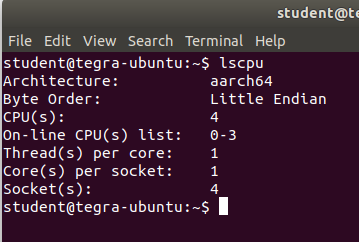 student@
File Edit View Search Terminal Help
student@tegra-ubuntu:~$ lscpu
Architecture:          aarch64
Byte Order:            Little Endian
CPU(s):                4
On-line CPU(s) list:   0-3
Thread(s) per core:    1
Core(s) per socket:    1
Socket(s):             4
student@tegra-ubuntu:~$